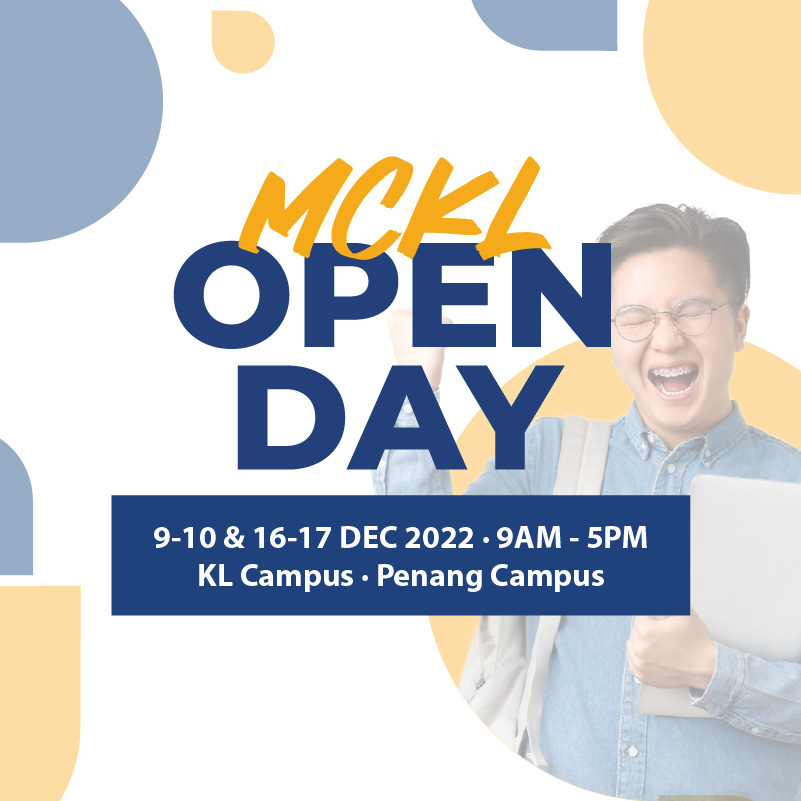 MCKL
OPEN
DAY
9-10 & 16-17 DEC 2022 · 9AM - 5PM
KL Campus · Penang Campus